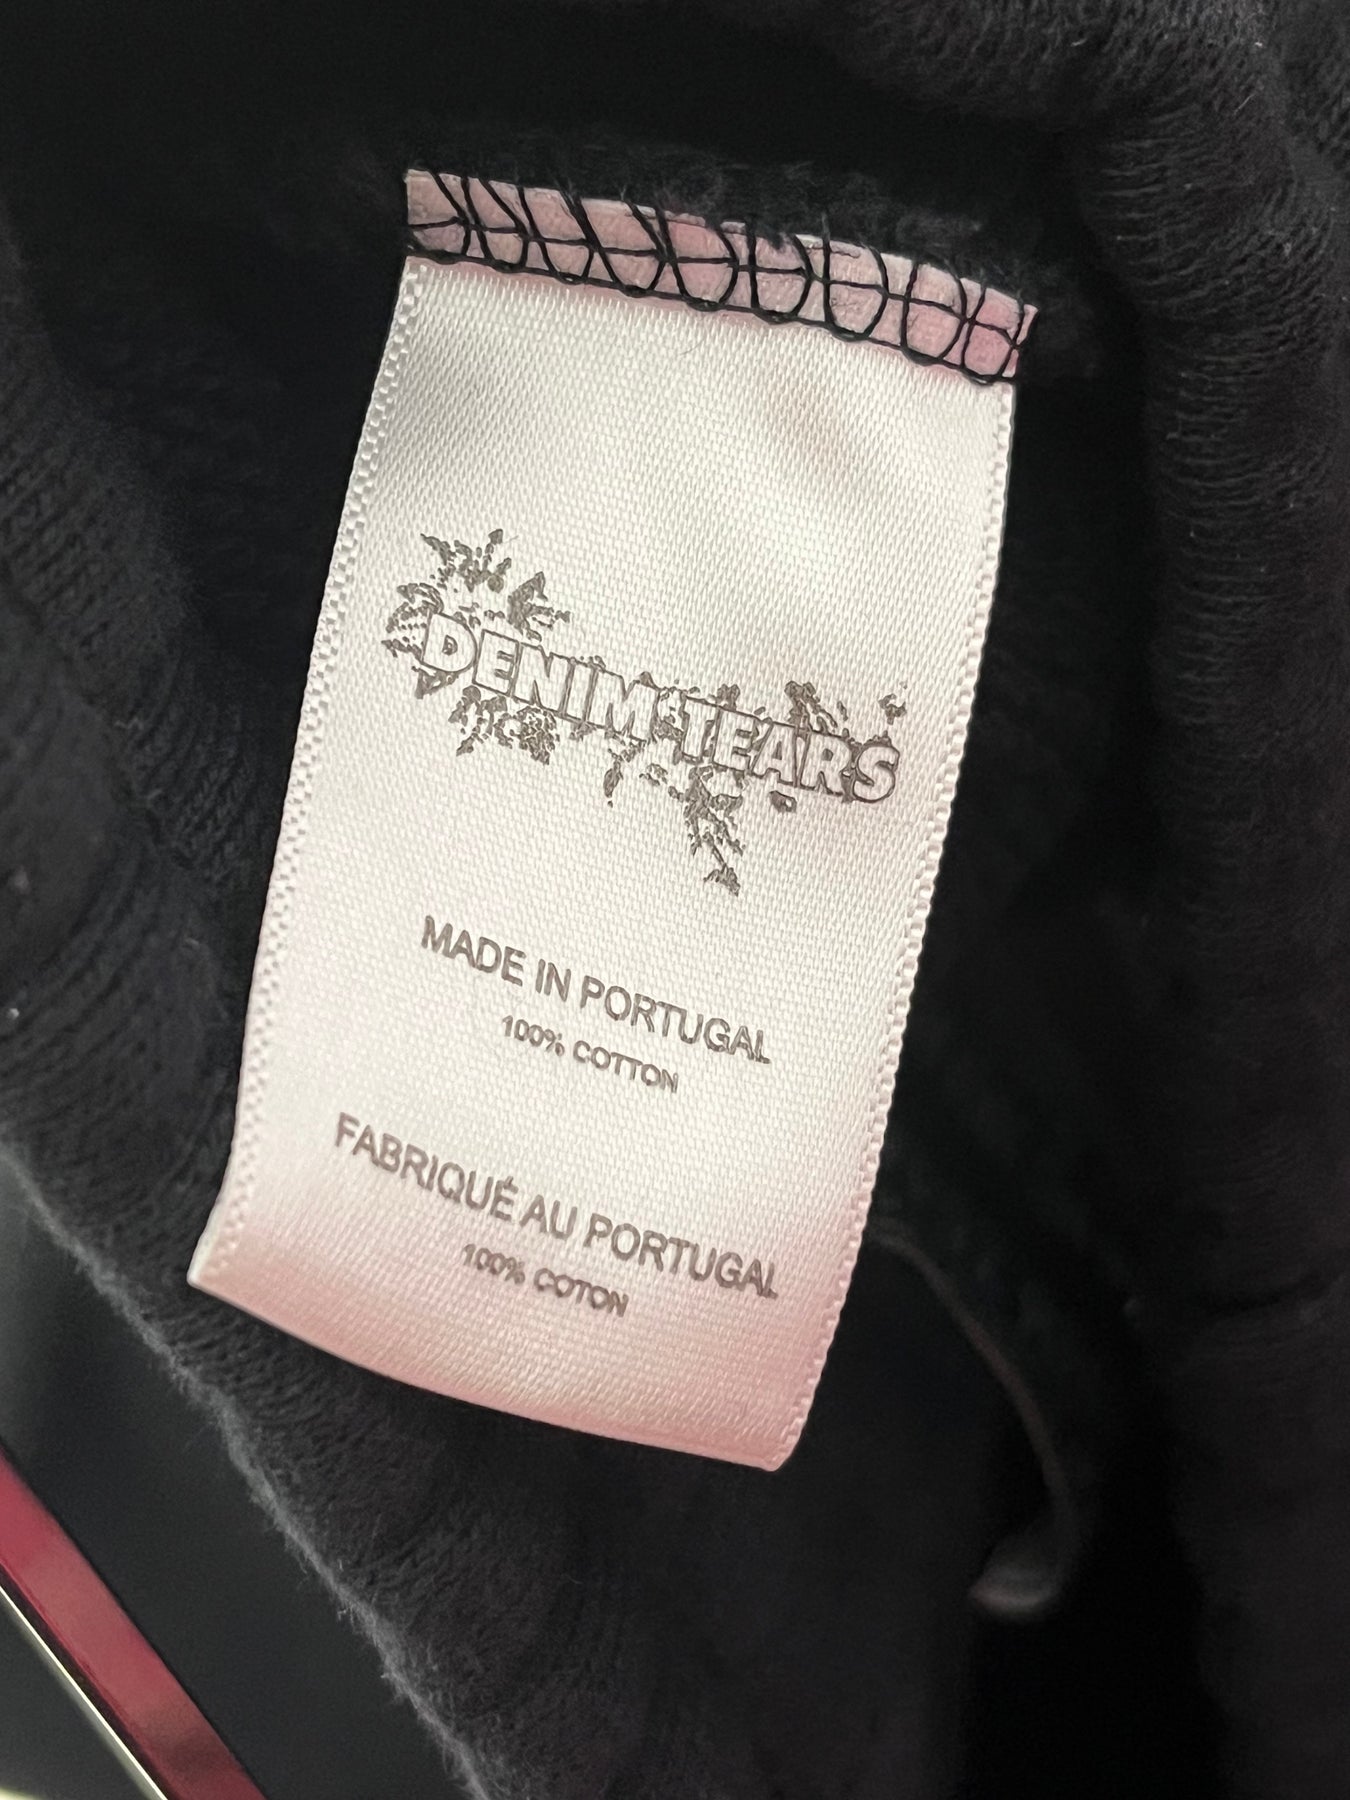 DENIM TEARS
MADE IN PORTUGAL
100% COTTON
FABRIQUÉ AU PORTUGAL
100% COTON